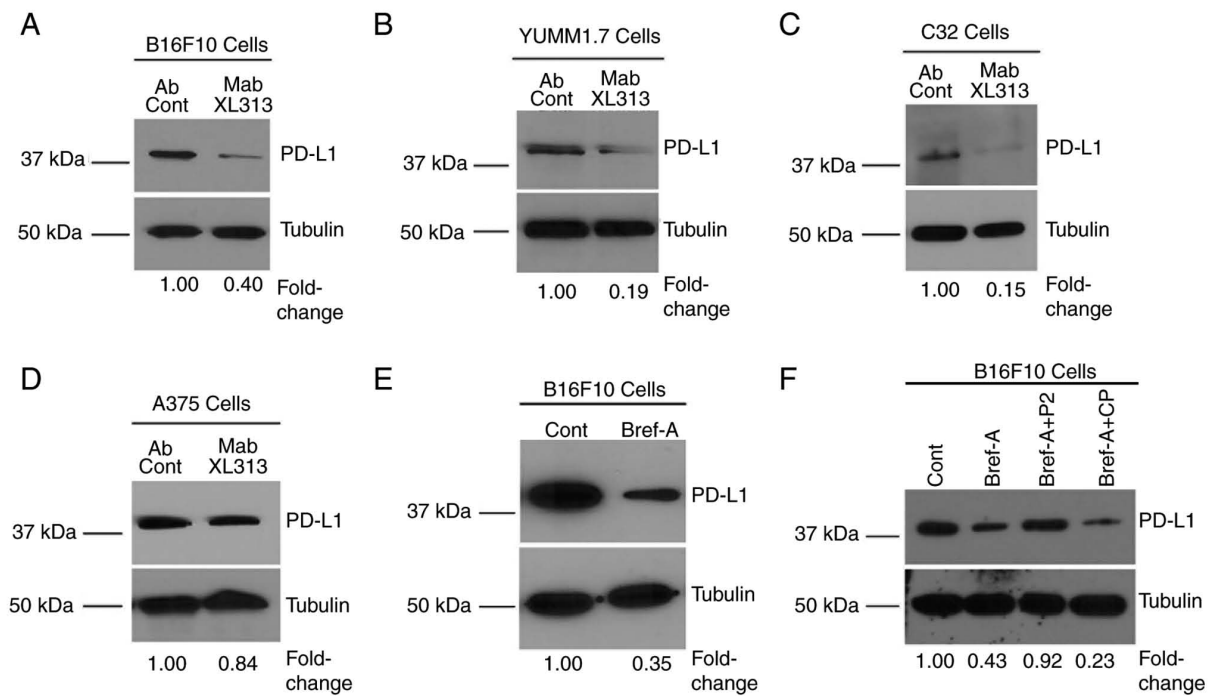 A
B16F10 Cells
Ab
Cont
Mab
XL313
37 kDa
PD-L1
50 kDa
Tubulin
1.00 0.40 Fold-
change
B
YUMM1.7 Cells
Ab
Cont
Mab
XL313
37 kDa
PD-L1
50 kDa
Tubulin
1.00 0.19 Fold-
change
C
C32 Cells
Ab
Cont
Mab
XL313
37 kDa
PD-L1
50 kDa
Tubulin
1.00 0.15 Fold-
change
D
A375 Cells
Ab
Cont
Mab
XL313
37 kDa
PD-L1
50 kDa
Tubulin
1.00 0.84 Fold-
change
E
B16F10 Cells
Cont Bref-A
37 kDa
PD-L1
50 kDa
Tubulin
1.00 0.35 Fold-
change
F
B16F10 Cells
Cont
Bref-A
Bref-A+P2
Bref-A+CP
37 kDa
PD-L1
50 kDa
Tubulin
1.00 0.43 0.92 0.23 Fold-
change